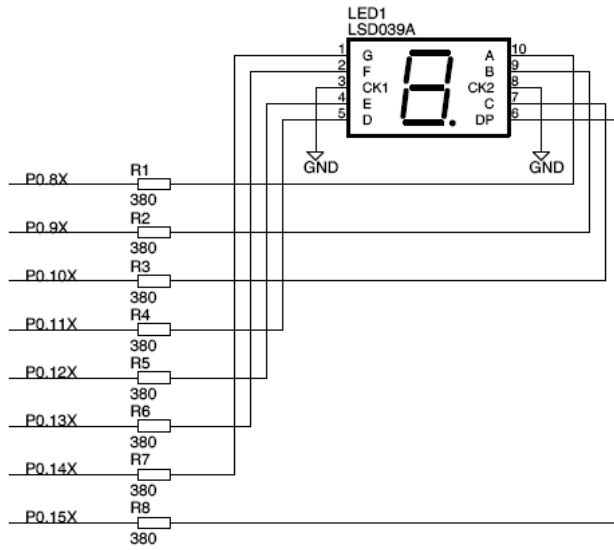 LED1
LSD039A
1 G A 10
2 F B 9
3 CK1 CK2 8
4 E C 7
5 D DP 6
GND GND
P0.8X R1 380
P0.9X R2 380
P0.10X R3 380
P0.11X R4 380
P0.12X R5 380
P0.13X R6 380
P0.14X R7 380
P0.15X R8 380